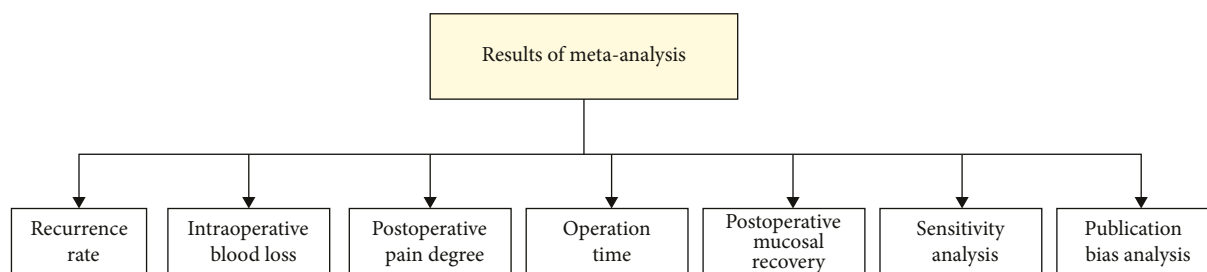 Results of meta-analysis
Recurrence
rate
Intraoperative
blood loss
Postoperative
pain degree
Operation
time
Postoperative
mucosal
recovery
Sensitivity
analysis
Publication
bias analysis